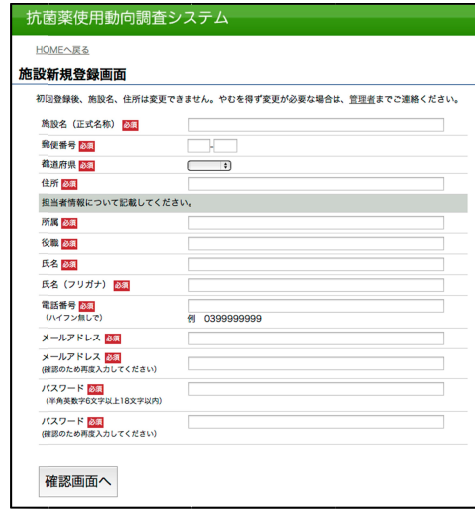 抗菌薬使用動向調査システム
HOMEへ戻る
施設新規登録画面
初回登録後、施設名、住所は変更できません。やむを得ず変更が必要な場合は、管理者までご連絡ください。
施設名（正式名称） 必須
郵便番号 必須
-
都道府県 必須
住所 必須
担当者情報について記載してください。
所属 必須
役職 必須
氏名 必須
氏名（フリガナ） 必須
電話番号 必須
(ハイフン無しで) 例 0399999999
メールアドレス 必須
メールアドレス 必須
(確認のため再度入力してください)
パスワード 必須
(半角英数字6文字以上18文字以内)
パスワード 必須
(確認のため再度入力してください)
確認画面へ